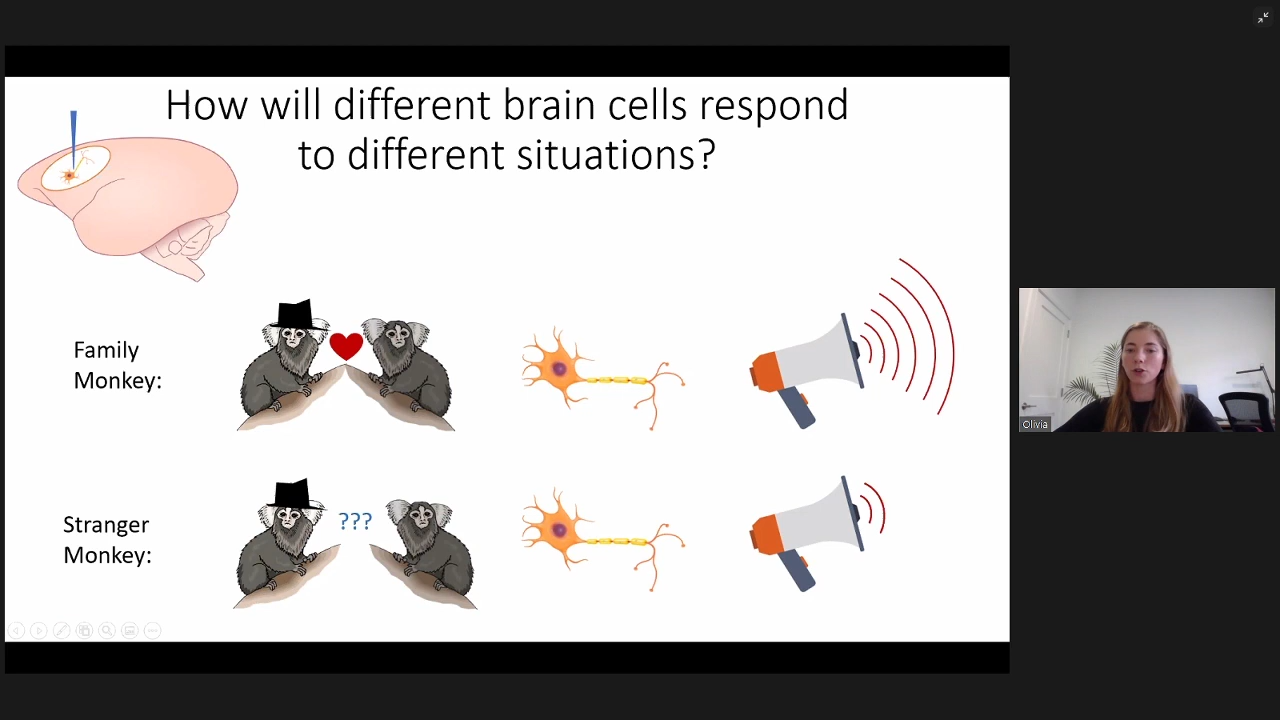 How will different brain cells respond
to different situations?
Family
Monkey:
Stranger
Monkey:
???
Olivia